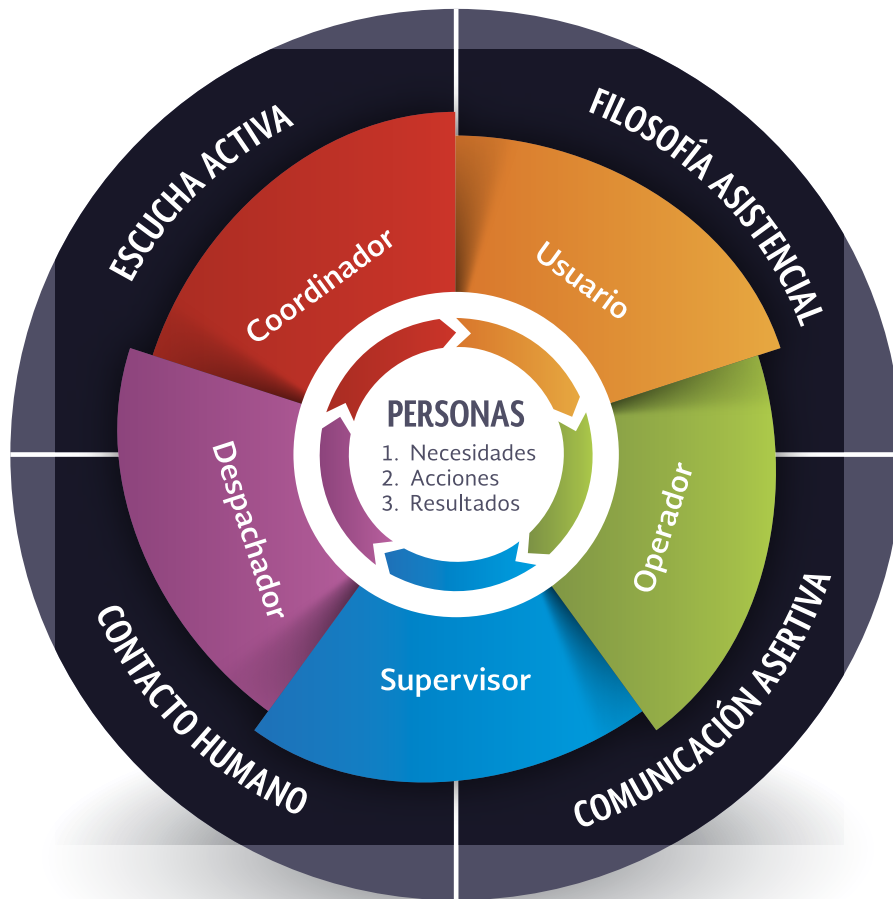 ESCUCHA ACTIVA
FILOSOFÍA ASISTENCIAL
Coordinador
Usuario
PERSONAS
1. Necesidades
2. Acciones
3. Resultados
Despachador
Operador
Supervisor
CONTACTO HUMANO
COMUNICACIÓN ASERTIVA